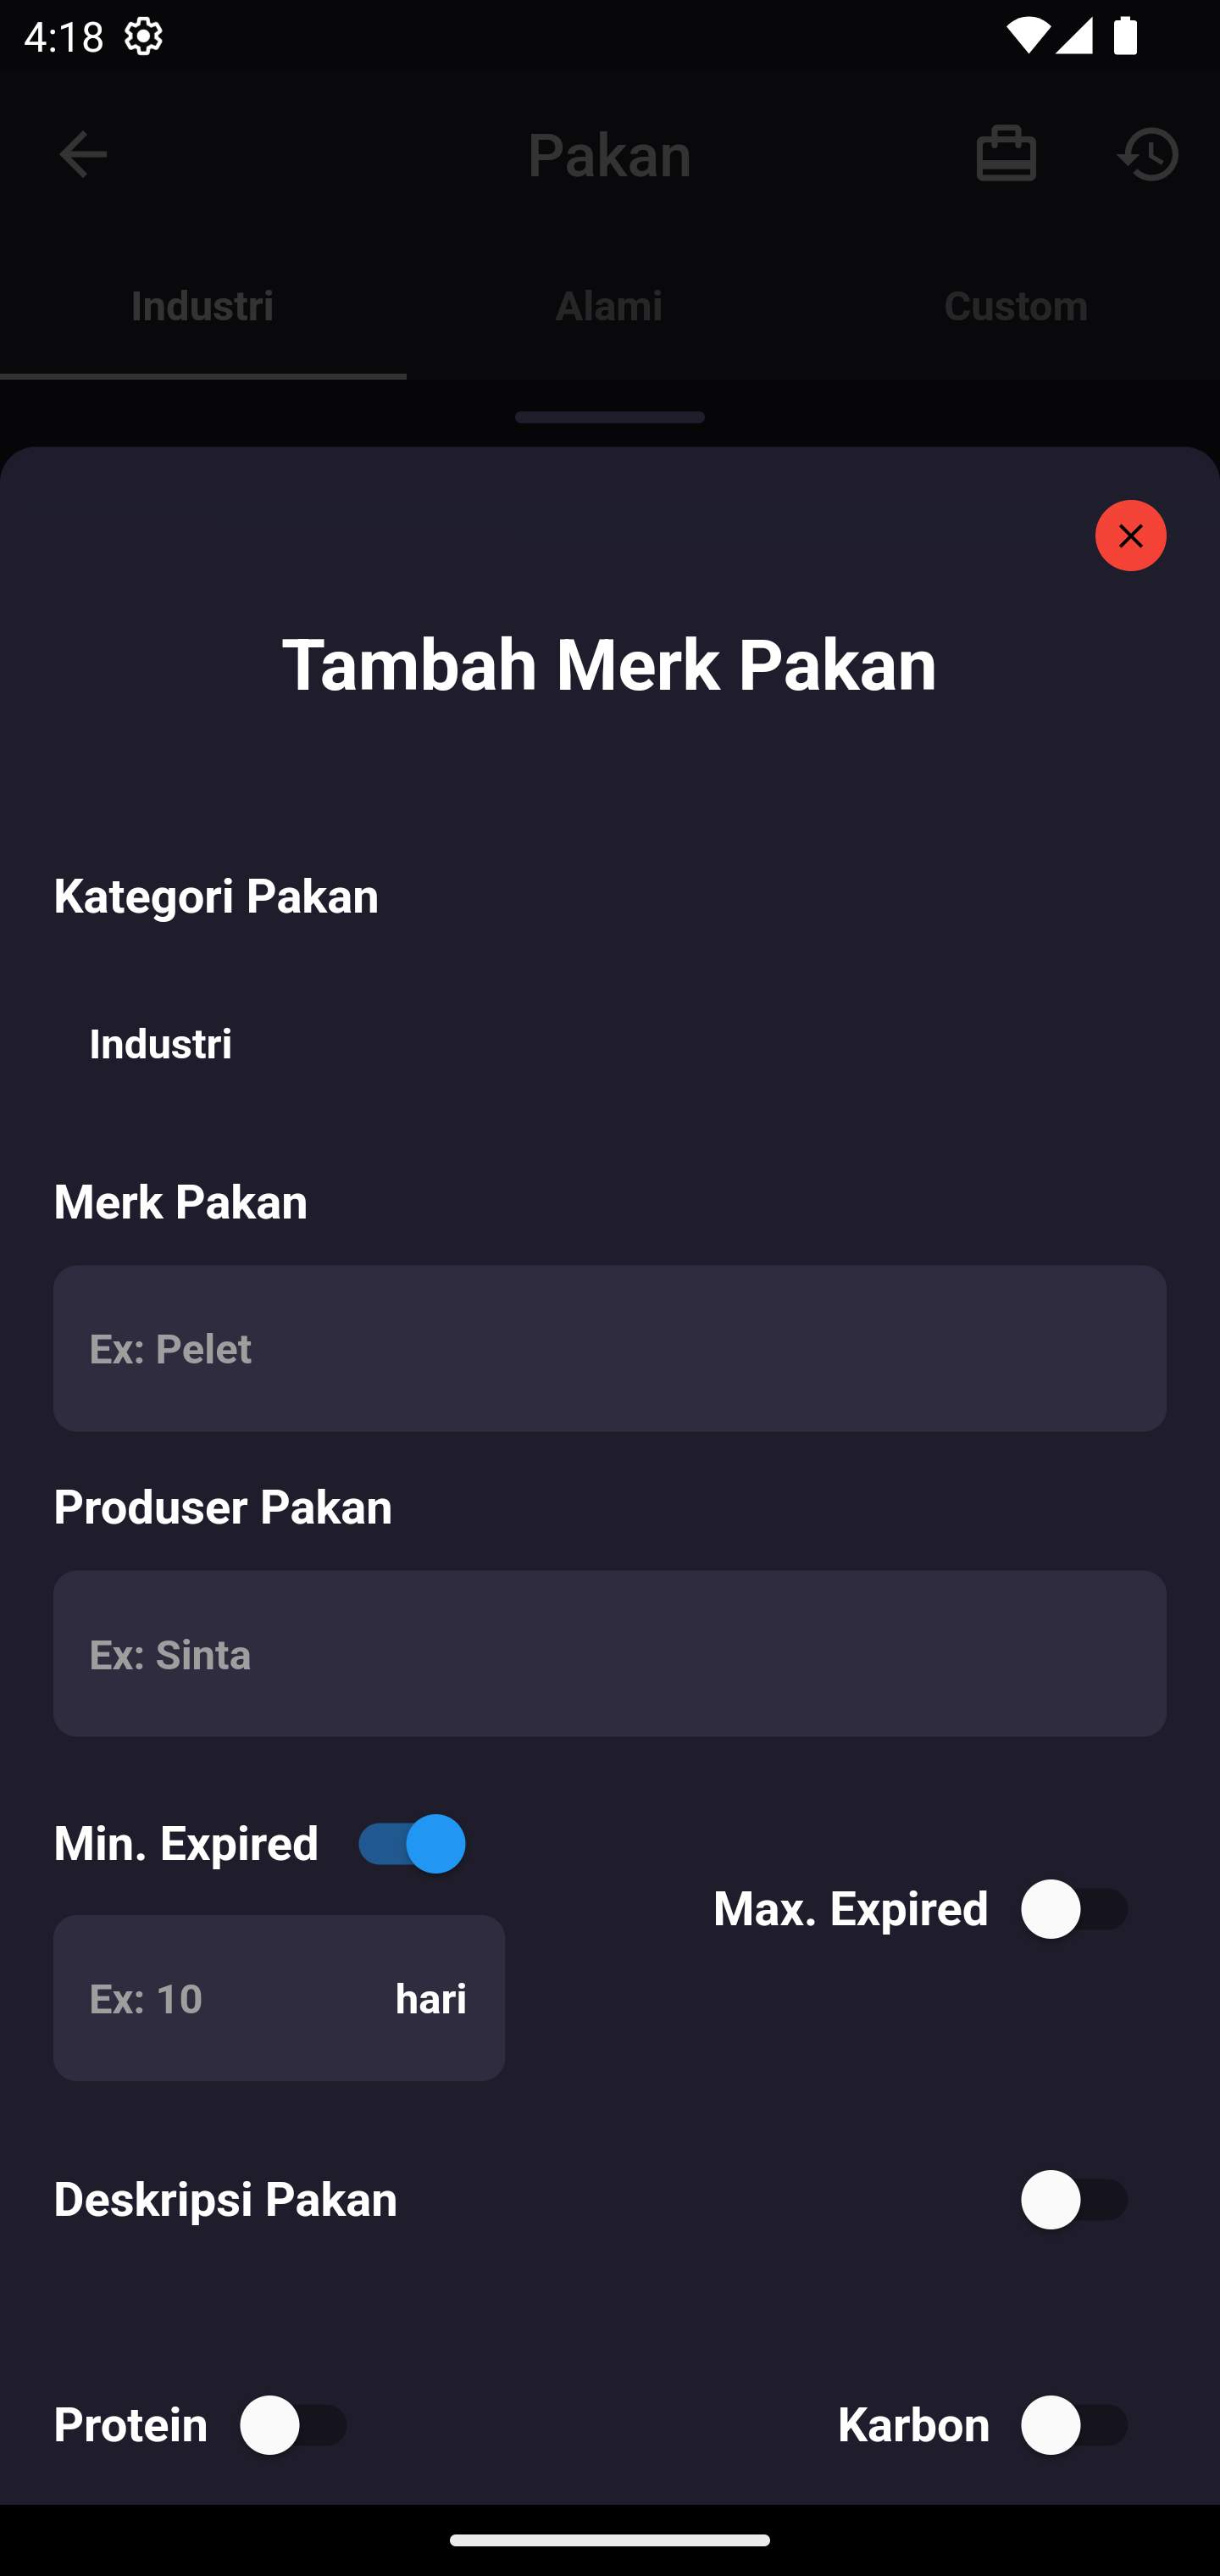 4:18
Pakan
Industri Alami Custom
Tambah Merk Pakan
Kategori Pakan
Industri
Merk Pakan
Ex: Pelet
Produser Pakan
Ex: Sinta
Min. Expired
Max. Expired
Ex: 10 hari
Deskripsi Pakan
Protein Karbon